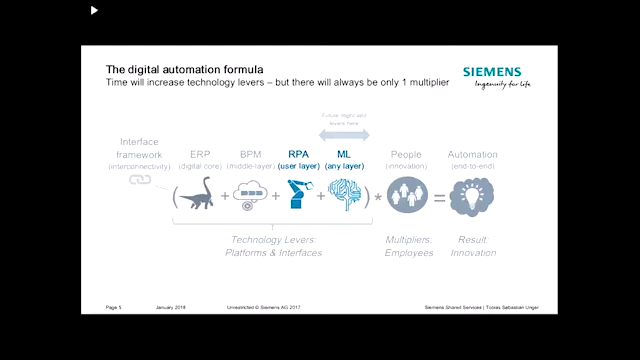 The digital automation formula
Time will increase technology levers – but there will always be only 1 multiplier
SIEMENS
Ingenuity for life
Future might add
levers here
Interface
framework
(interconnectivity)
ERP
(digital core)
BPM
(middle-layer)
RPA
(user layer)
ML
(any layer)
People
(innovation)
Automation
(end-to-end)
( + + + ) * =
Technology Levers:
Platforms & Interfaces
Multipliers:
Employees
Result:
Innovation
Page 5
January 2018
Unrestricted © Siemens AG 2017
Siemens Shared Services | Tobias Sebastian Unger